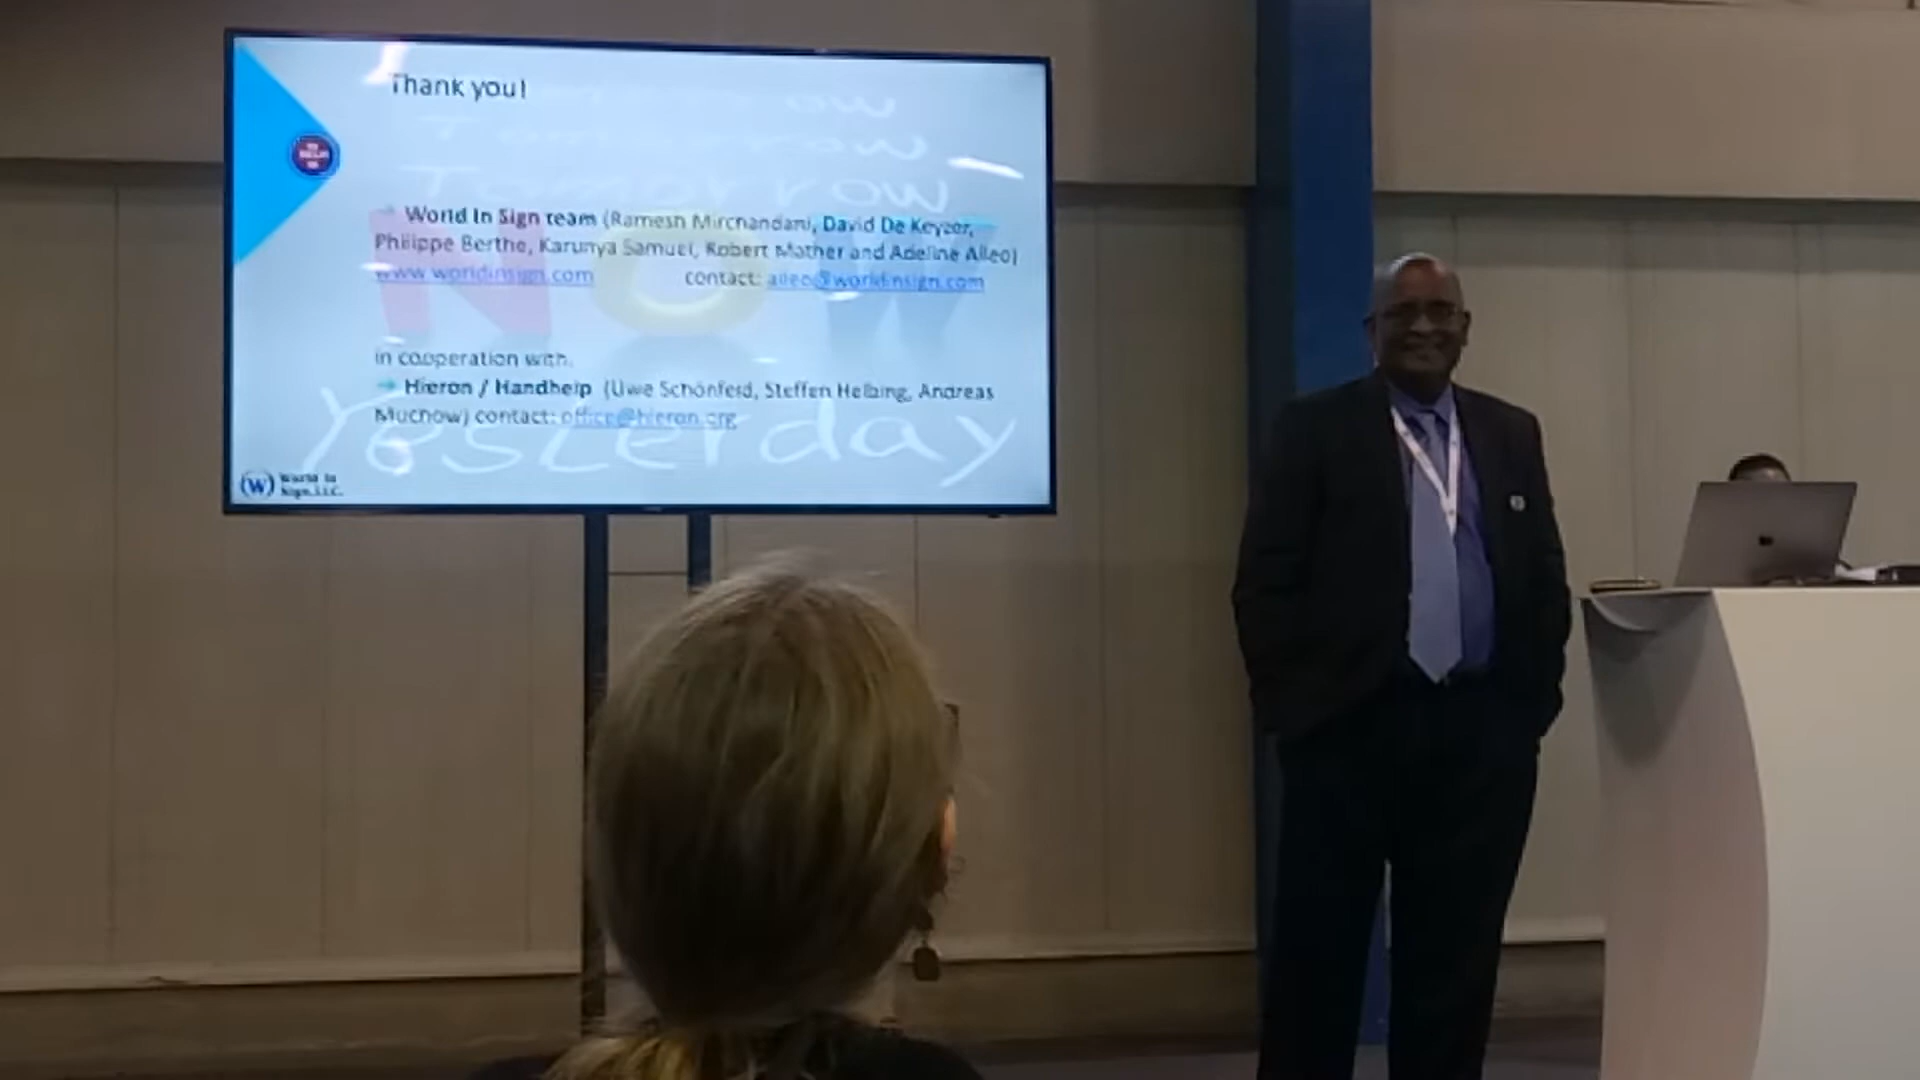 Thank you!
ow
Tomorrow
Tomorrow
World In Sign team (Ramesh Mirchandani, David De Keyzer,
Philippe Berthe, Karunya Samuel, Robert Mather and Adeline Alleo)
www.worldinsign.com contact: alleo@worldinsign.com
NOW
in cooperation with:
Hieron / Handhelp (Uwe Schönfeld, Steffen Helbing, Andreas
Muchow) contact: office@hieron.org
Yesterday
World In
Sign, LLC.